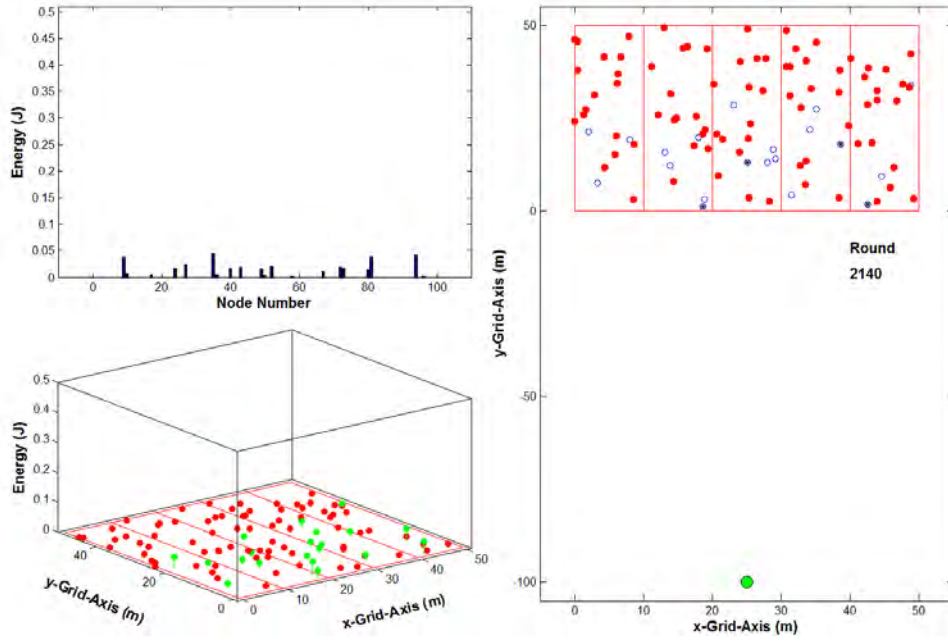 0.5
0.45
0.4
0.35
0.3
0.25
0.2
0.15
0.1
0.05
0
Energy (J)
0 20 40 60 80 100
Node Number
0.5
0.4
0.3
0.2
0.1
0
Energy (J)
40
20
0
y-Grid-Axis (m)
0 10 20 30 40 50
x-Grid-Axis (m)
50
0
-50
-100
y-Grid-Axis (m)
Round
2140
0 10 20 30 40 50
x-Grid-Axis (m)